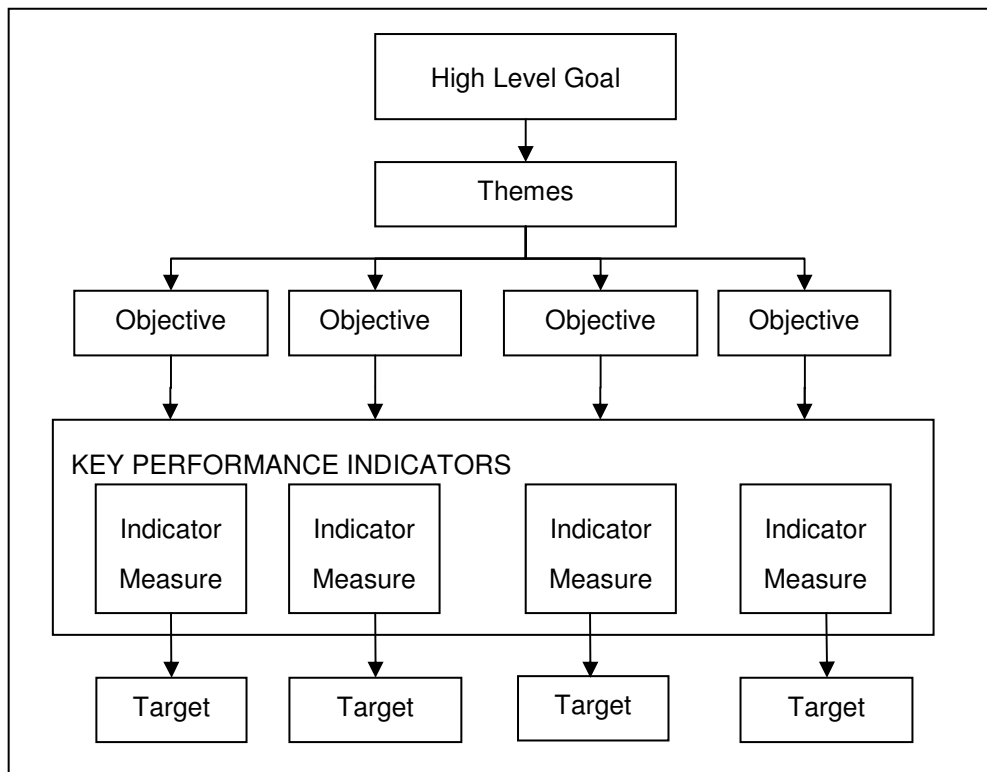 High Level Goal
Themes
Objective Objective Objective Objective
KEY PERFORMANCE INDICATORS
Indicator Indicator Indicator Indicator
Measure Measure Measure Measure
Target Target Target Target